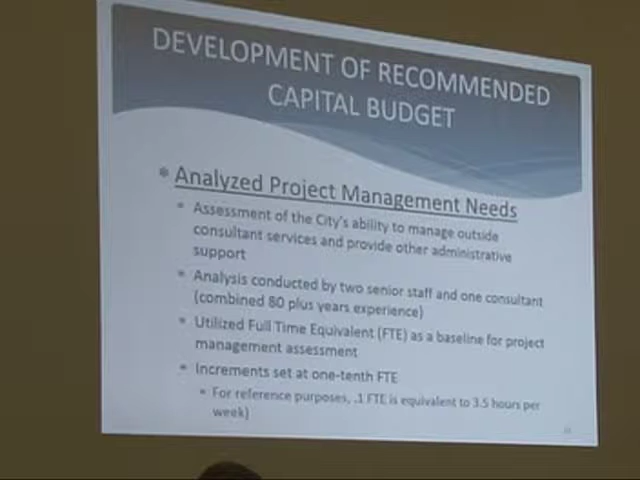 DEVELOPMENT OF RECOMMENDED
CAPITAL BUDGET
* Analyzed Project Management Needs
* Assessment of the City's ability to manage outside
consultant services and provide other administrative
support
* Analysis conducted by two senior staff and one consultant
(combined 80 plus years experience)
* Utilized Full Time Equivalent (FTE) as a baseline for project
management assessment
* Increments set at one-tenth FTE
* For reference purposes, .1 FTE is equivalent to 3.5 hours per
week)